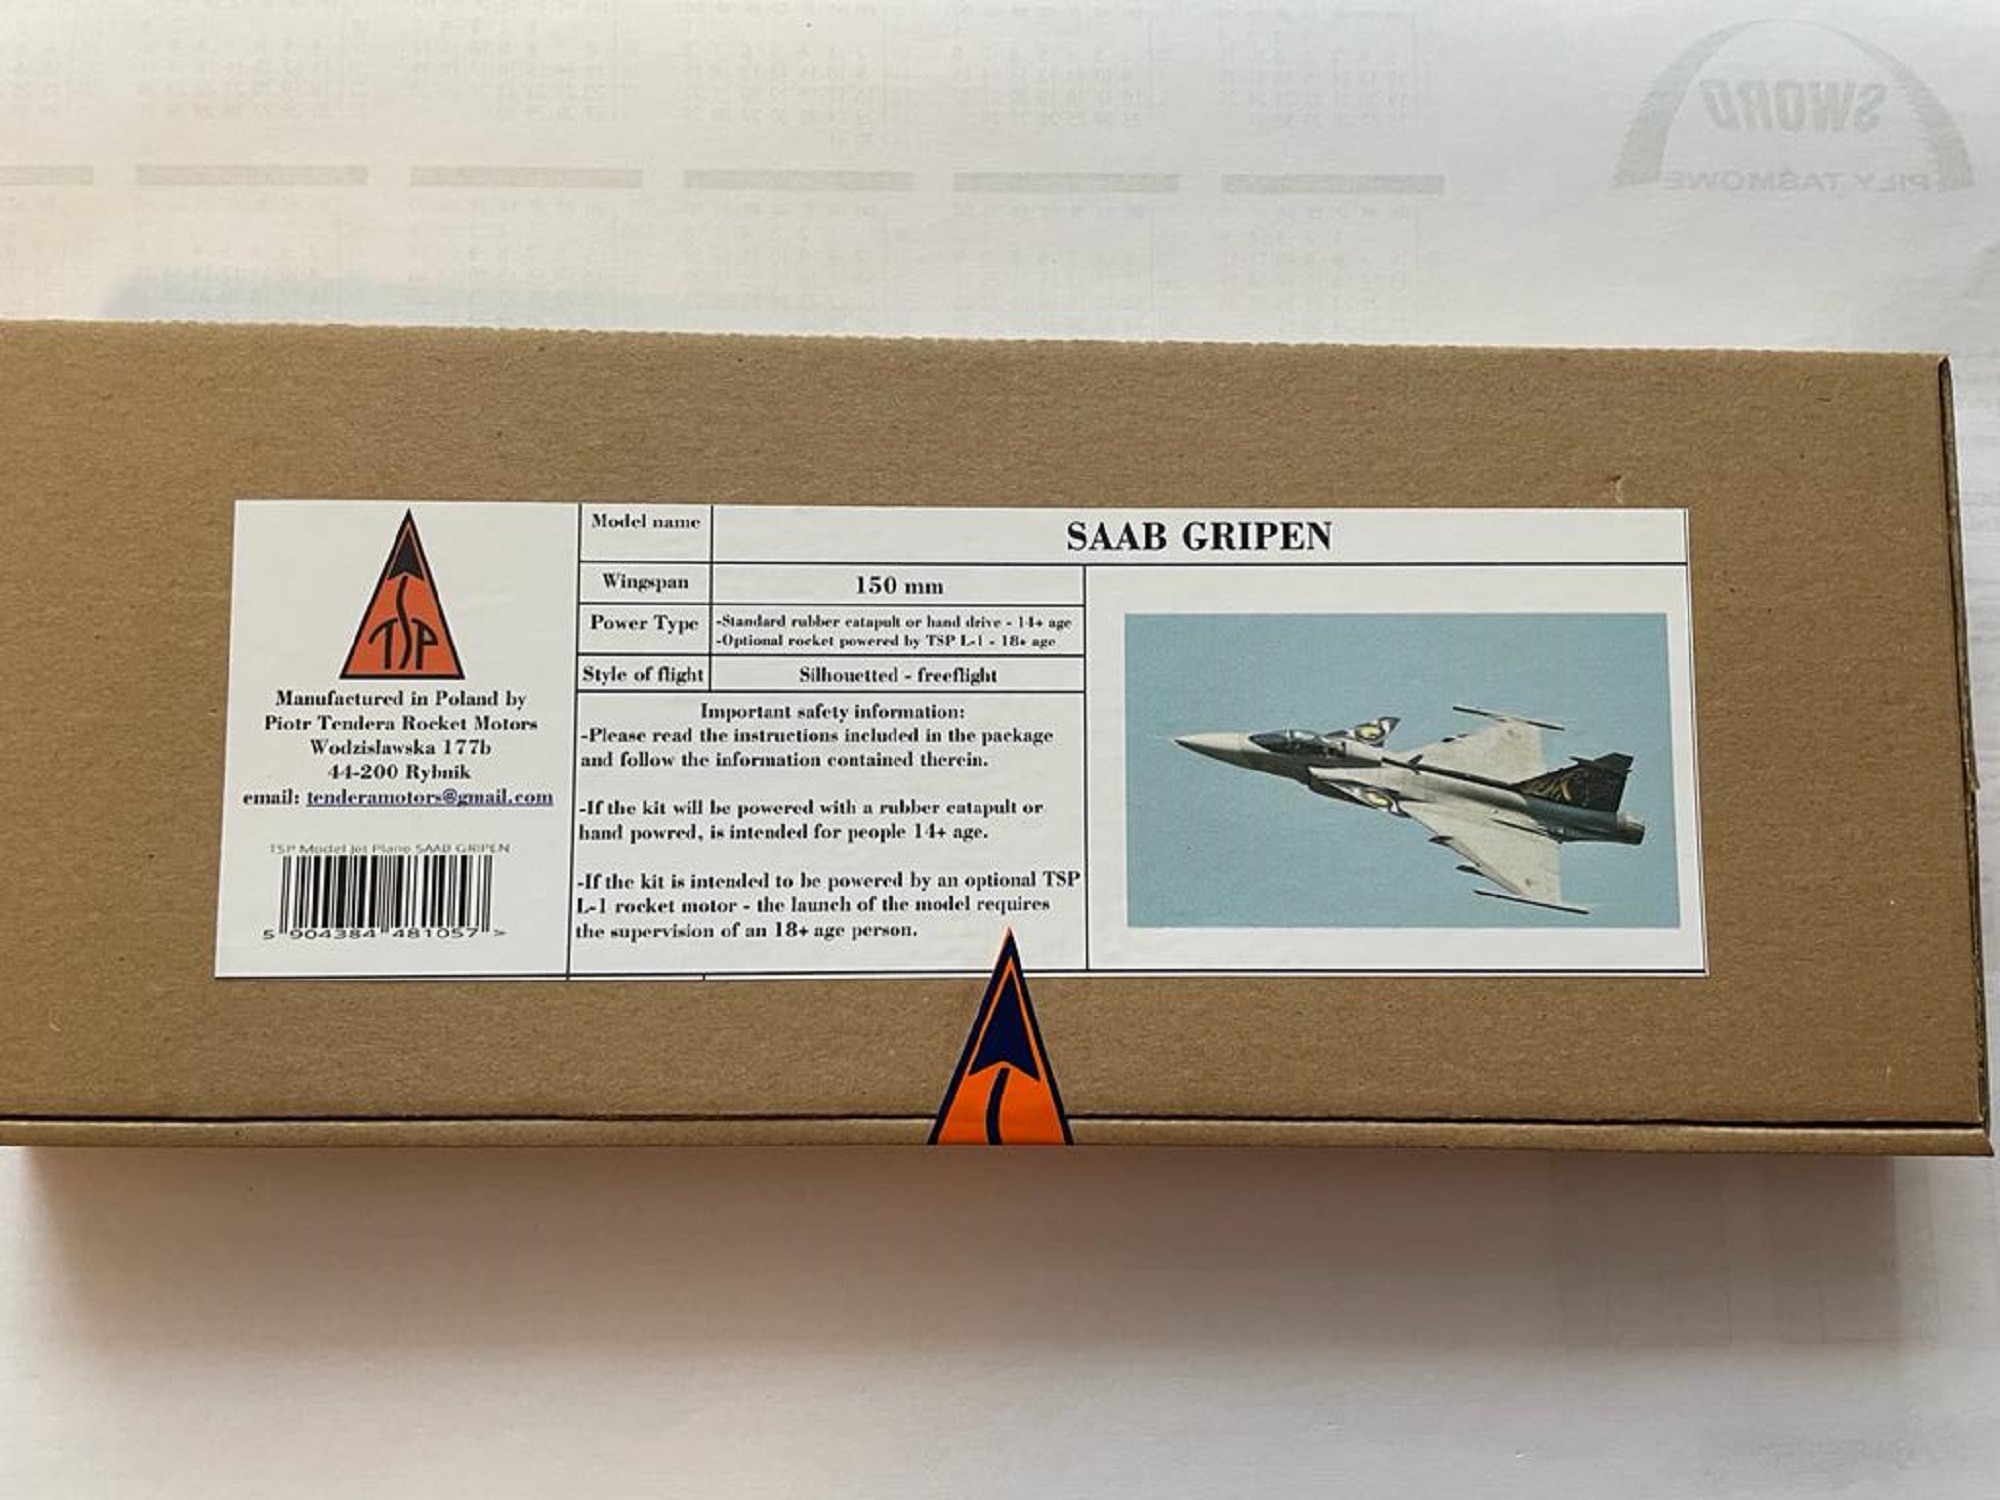 SWORD
PIŁY TAŚMOWE
TSP
Manufactured in Poland by
Piotr Tendera Rocket Motors
Wodzisławska 177b
44-200 Rybnik
email: tenderamotors@gmail.com
TSP Model Jet Plane SAAB GRIPEN
5 904384 481057 >
Model name
SAAB GRIPEN
Wingspan
150 mm
Power Type
-Standard rubber catapult or hand drive - 14+ age
-Optional rocket powered by TSP L-1 - 18+ age
Style of flight
Silhouetted - freeflight
Important safety information:
-Please read the instructions included in the package
and follow the information contained therein.
-If the kit will be powered with a rubber catapult or
hand powred, is intended for people 14+ age.
-If the kit is intended to be powered by an optional TSP
L-1 rocket motor - the launch of the model requires
the supervision of an 18+ age person.